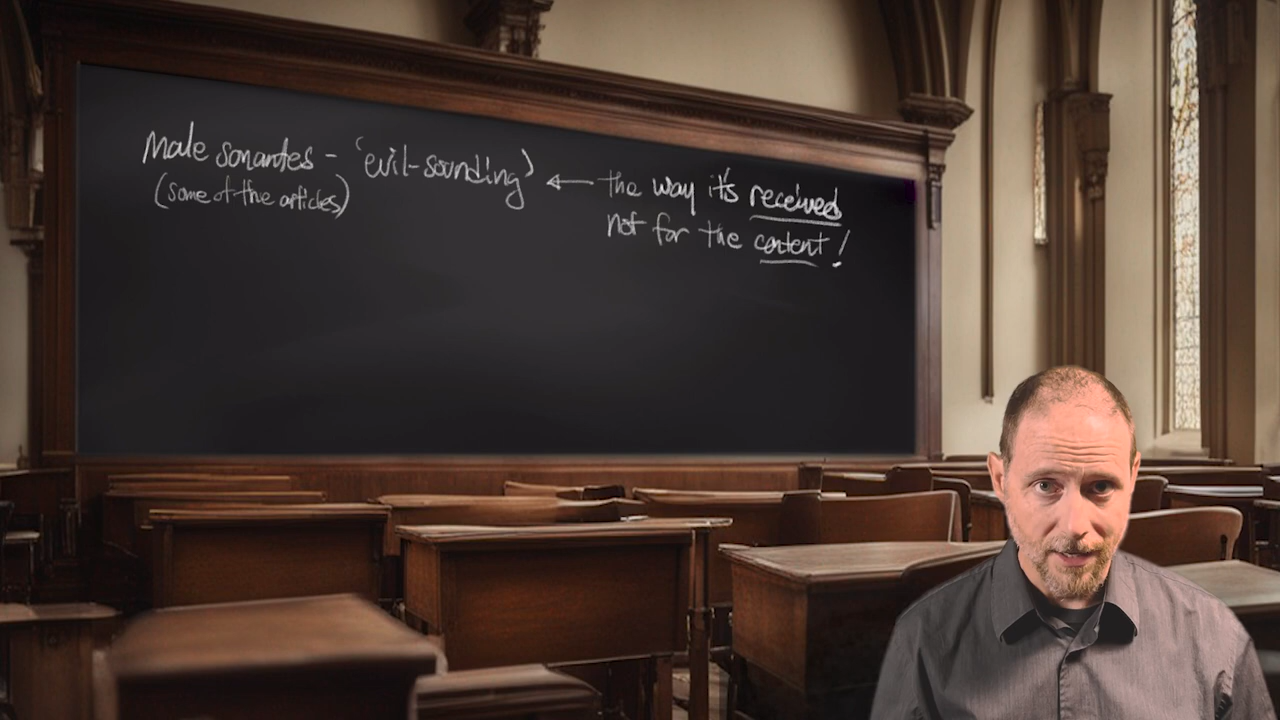 Male sonantes - 'evil-sounding' ← the way it's received
(some of the articles) not for the content!